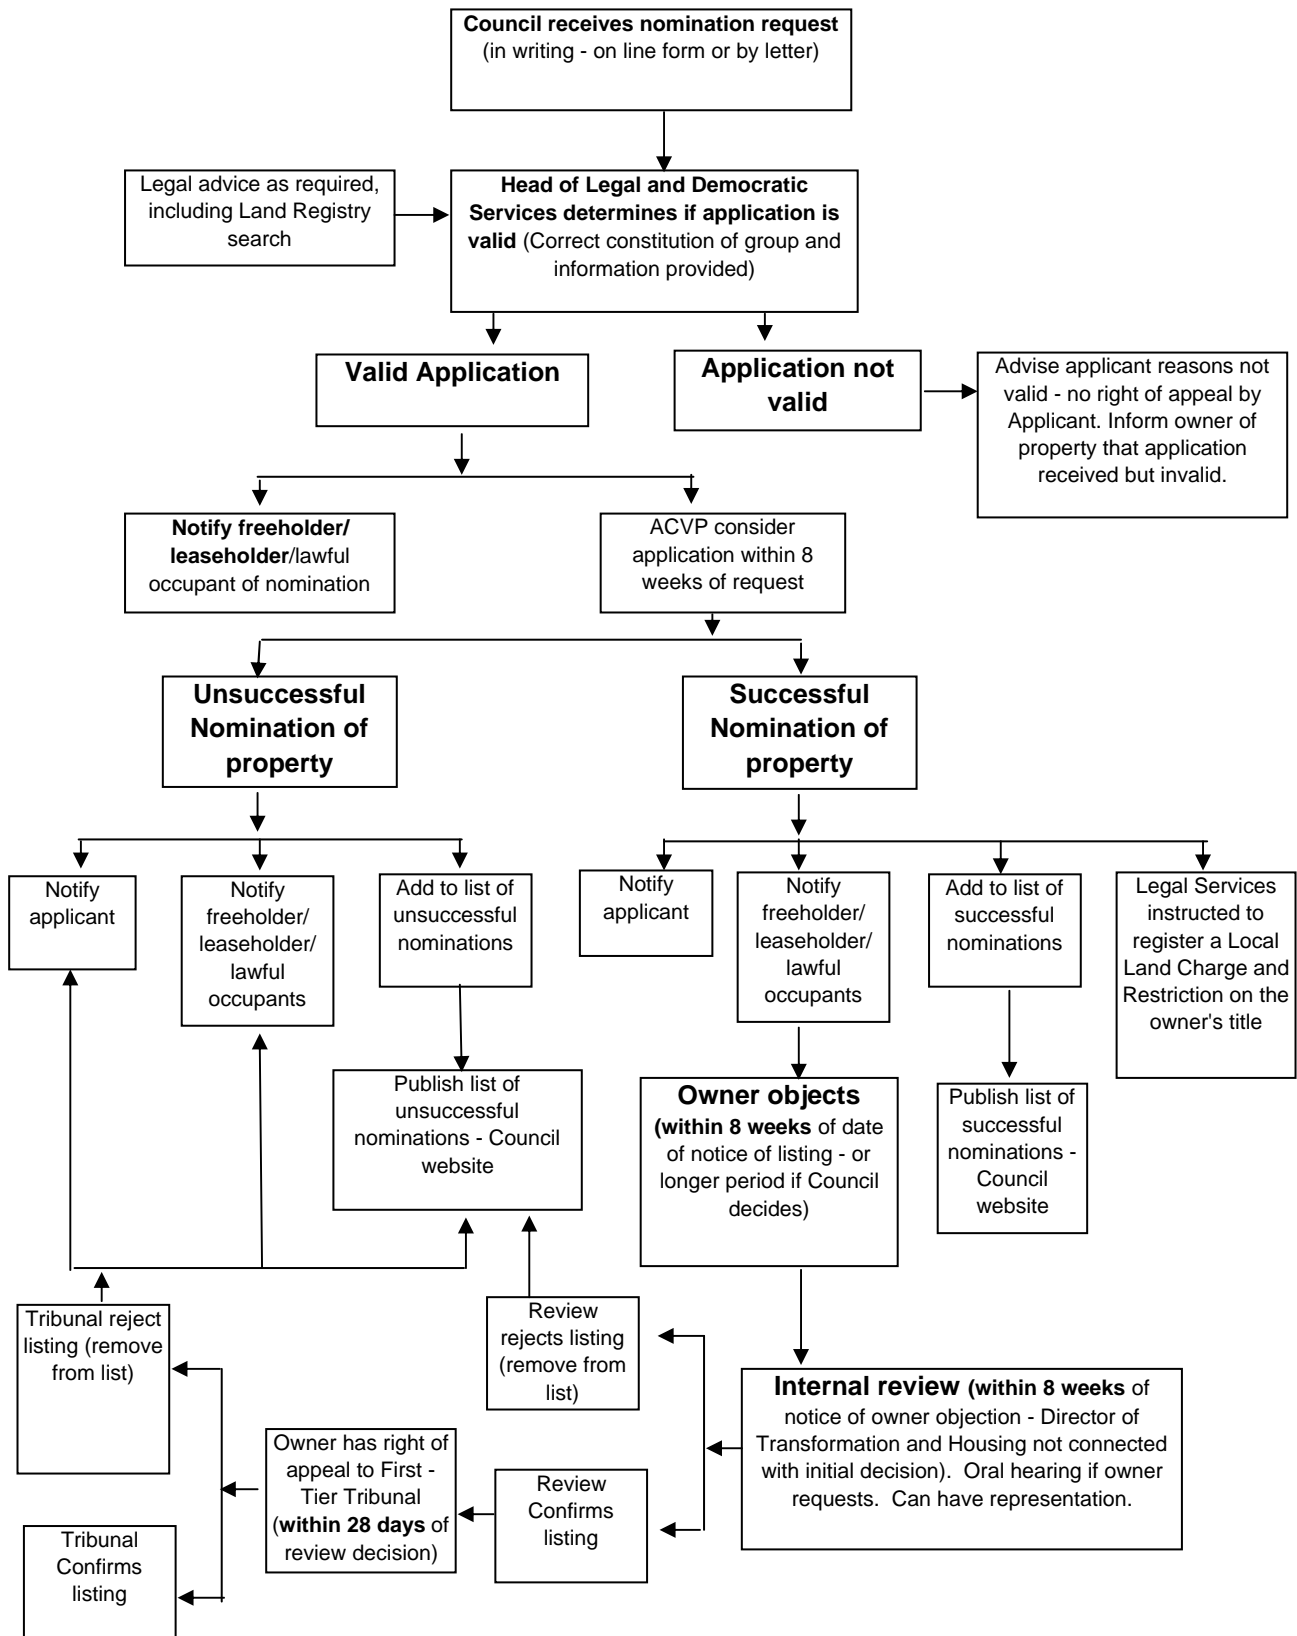 Council receives nomination request
(in writing - on line form or by letter)
Legal advice as required,
including Land Registry
search
Head of Legal and Democratic
Services determines if application is
valid (Correct constitution of group and
information provided)
Valid Application
Application not
valid
Advise applicant reasons not
valid - no right of appeal by
Applicant. Inform owner of
property that application
received but invalid.
Notify freeholder/
leaseholder/lawful
occupant of nomination
ACVP consider
application within 8
weeks of request
Unsuccessful
Nomination of
property
Successful
Nomination of
property
Notify
applicant
Notify
freeholder/
leaseholder/
lawful
occupants
Add to list of
unsuccessful
nominations
Notify
applicant
Notify
freeholder/
leaseholder/
lawful
occupants
Add to list of
successful
nominations
Legal Services
instructed to
register a Local
Land Charge and
Restriction on the
owner's title
Publish list of
unsuccessful
nominations - Council
website
Owner objects
(within 8 weeks of date
of notice of listing - or
longer period if Council
decides)
Publish list of
successful
nominations -
Council
website
Tribunal reject
listing (remove
from list)
Review
rejects listing
(remove from
list)
Internal review (within 8 weeks of
notice of owner objection - Director of
Transformation and Housing not connected
with initial decision). Oral hearing if owner
requests. Can have representation.
Owner has right of
appeal to First -
Tier Tribunal
(within 28 days of
review decision)
Review
Confirms
listing
Tribunal
Confirms
listing